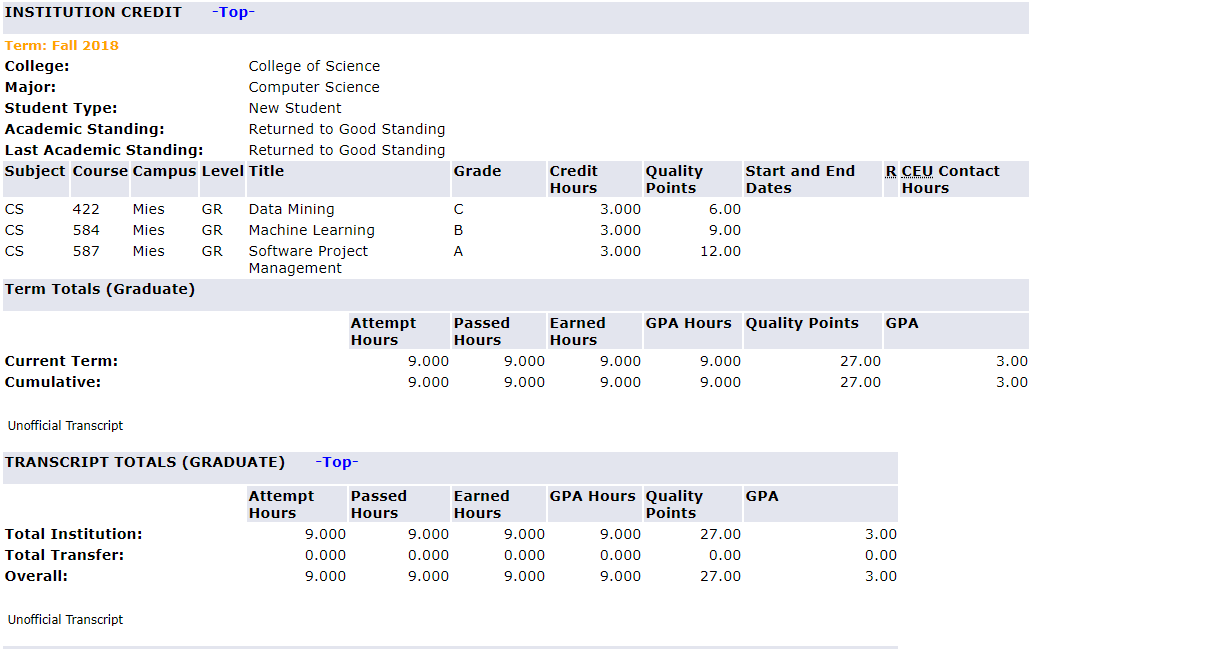 INSTITUTION CREDIT -Top-
Term: Fall 2018
College: College of Science
Major: Computer Science
Student Type: New Student
Academic Standing: Returned to Good Standing
Last Academic Standing: Returned to Good Standing
Subject Course Campus Level Title Grade Credit Hours Quality Points Start and End Dates R CEU Contact Hours
CS 422 Mies GR Data Mining C 3.000 6.00
CS 584 Mies GR Machine Learning B 3.000 9.00
CS 587 Mies GR Software Project Management A 3.000 12.00
Term Totals (Graduate)
Attempt Hours Passed Hours Earned Hours GPA Hours Quality Points GPA
Current Term: 9.000 9.000 9.000 9.000 27.00 3.00
Cumulative: 9.000 9.000 9.000 9.000 27.00 3.00
Unofficial Transcript
TRANSCRIPT TOTALS (GRADUATE) -Top-
Attempt Hours Passed Hours Earned Hours GPA Hours Quality Points GPA
Total Institution: 9.000 9.000 9.000 9.000 27.00 3.00
Total Transfer: 0.000 0.000 0.000 0.000 0.00 0.00
Overall: 9.000 9.000 9.000 9.000 27.00 3.00
Unofficial Transcript